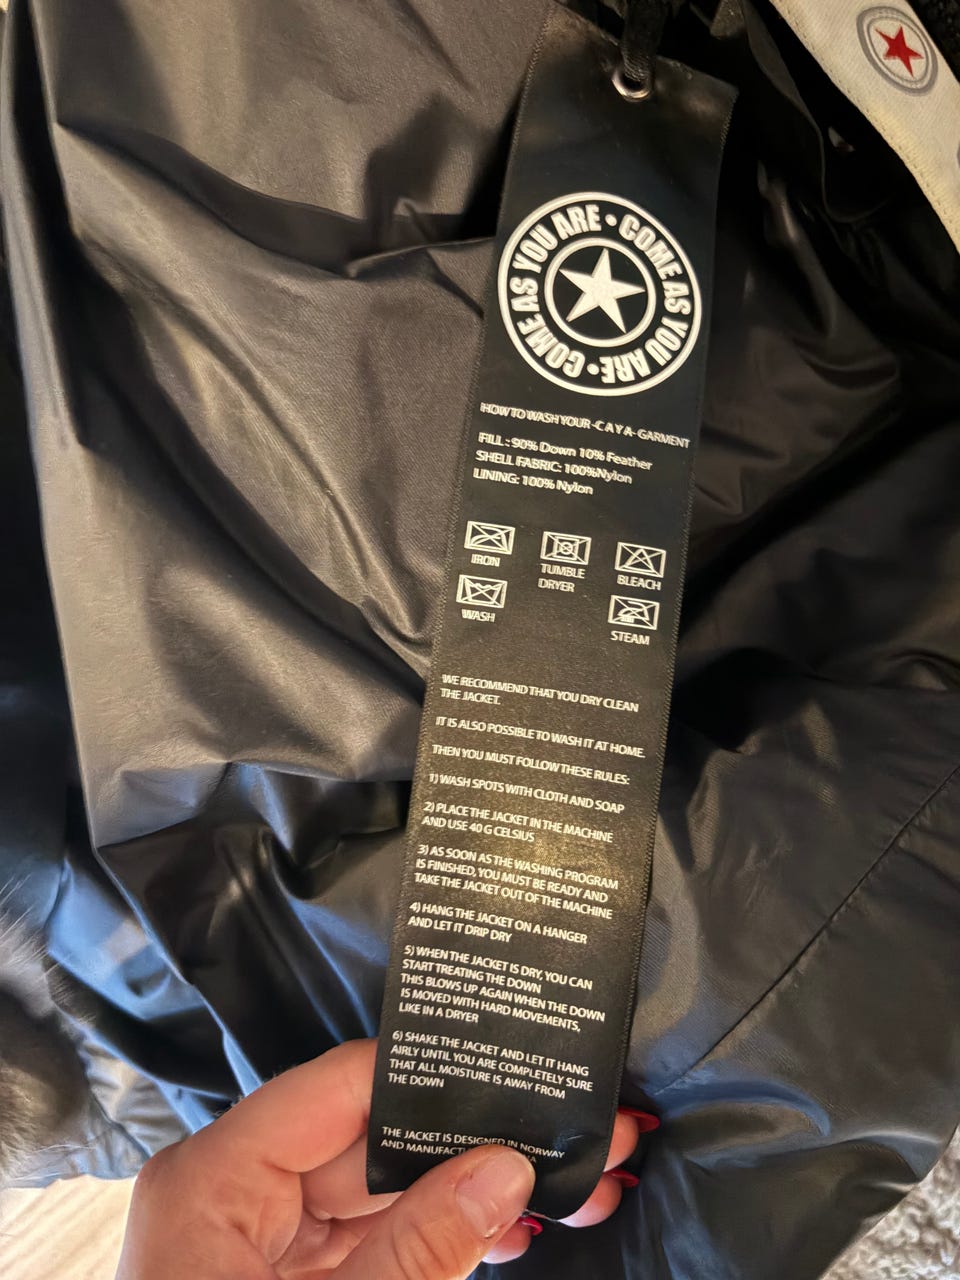 COME AS YOU ARE • COME AS YOU ARE •
HOW TO WASH YOUR -C A Y A- GARMENT
FILL : 90% Down 10% Feather
SHELL FABRIC: 100%Nylon
LINING: 100% Nylon
IRON TUMBLE DRYER BLEACH
WASH STEAM
WE RECOMMEND THAT YOU DRY CLEAN
THE JACKET.
IT IS ALSO POSSIBLE TO WASH IT AT HOME.
THEN YOU MUST FOLLOW THESE RULES:
1) WASH SPOTS WITH CLOTH AND SOAP
2) PLACE THE JACKET IN THE MACHINE
AND USE 40 G CELSIUS
3) AS SOON AS THE WASHING PROGRAM
IS FINISHED, YOU MUST BE READY AND
TAKE THE JACKET OUT OF THE MACHINE
4) HANG THE JACKET ON A HANGER
AND LET IT DRIP DRY
5) WHEN THE JACKET IS DRY, YOU CAN
START TREATING THE DOWN
THIS BLOWS UP AGAIN WHEN THE DOWN
IS MOVED WITH HARD MOVEMENTS,
LIKE IN A DRYER
6) SHAKE THE JACKET AND LET IT HANG
AIRLY UNTIL YOU ARE COMPLETELY SURE
THAT ALL MOISTURE IS AWAY FROM
THE DOWN
THE JACKET IS DESIGNED IN NORWAY
AND